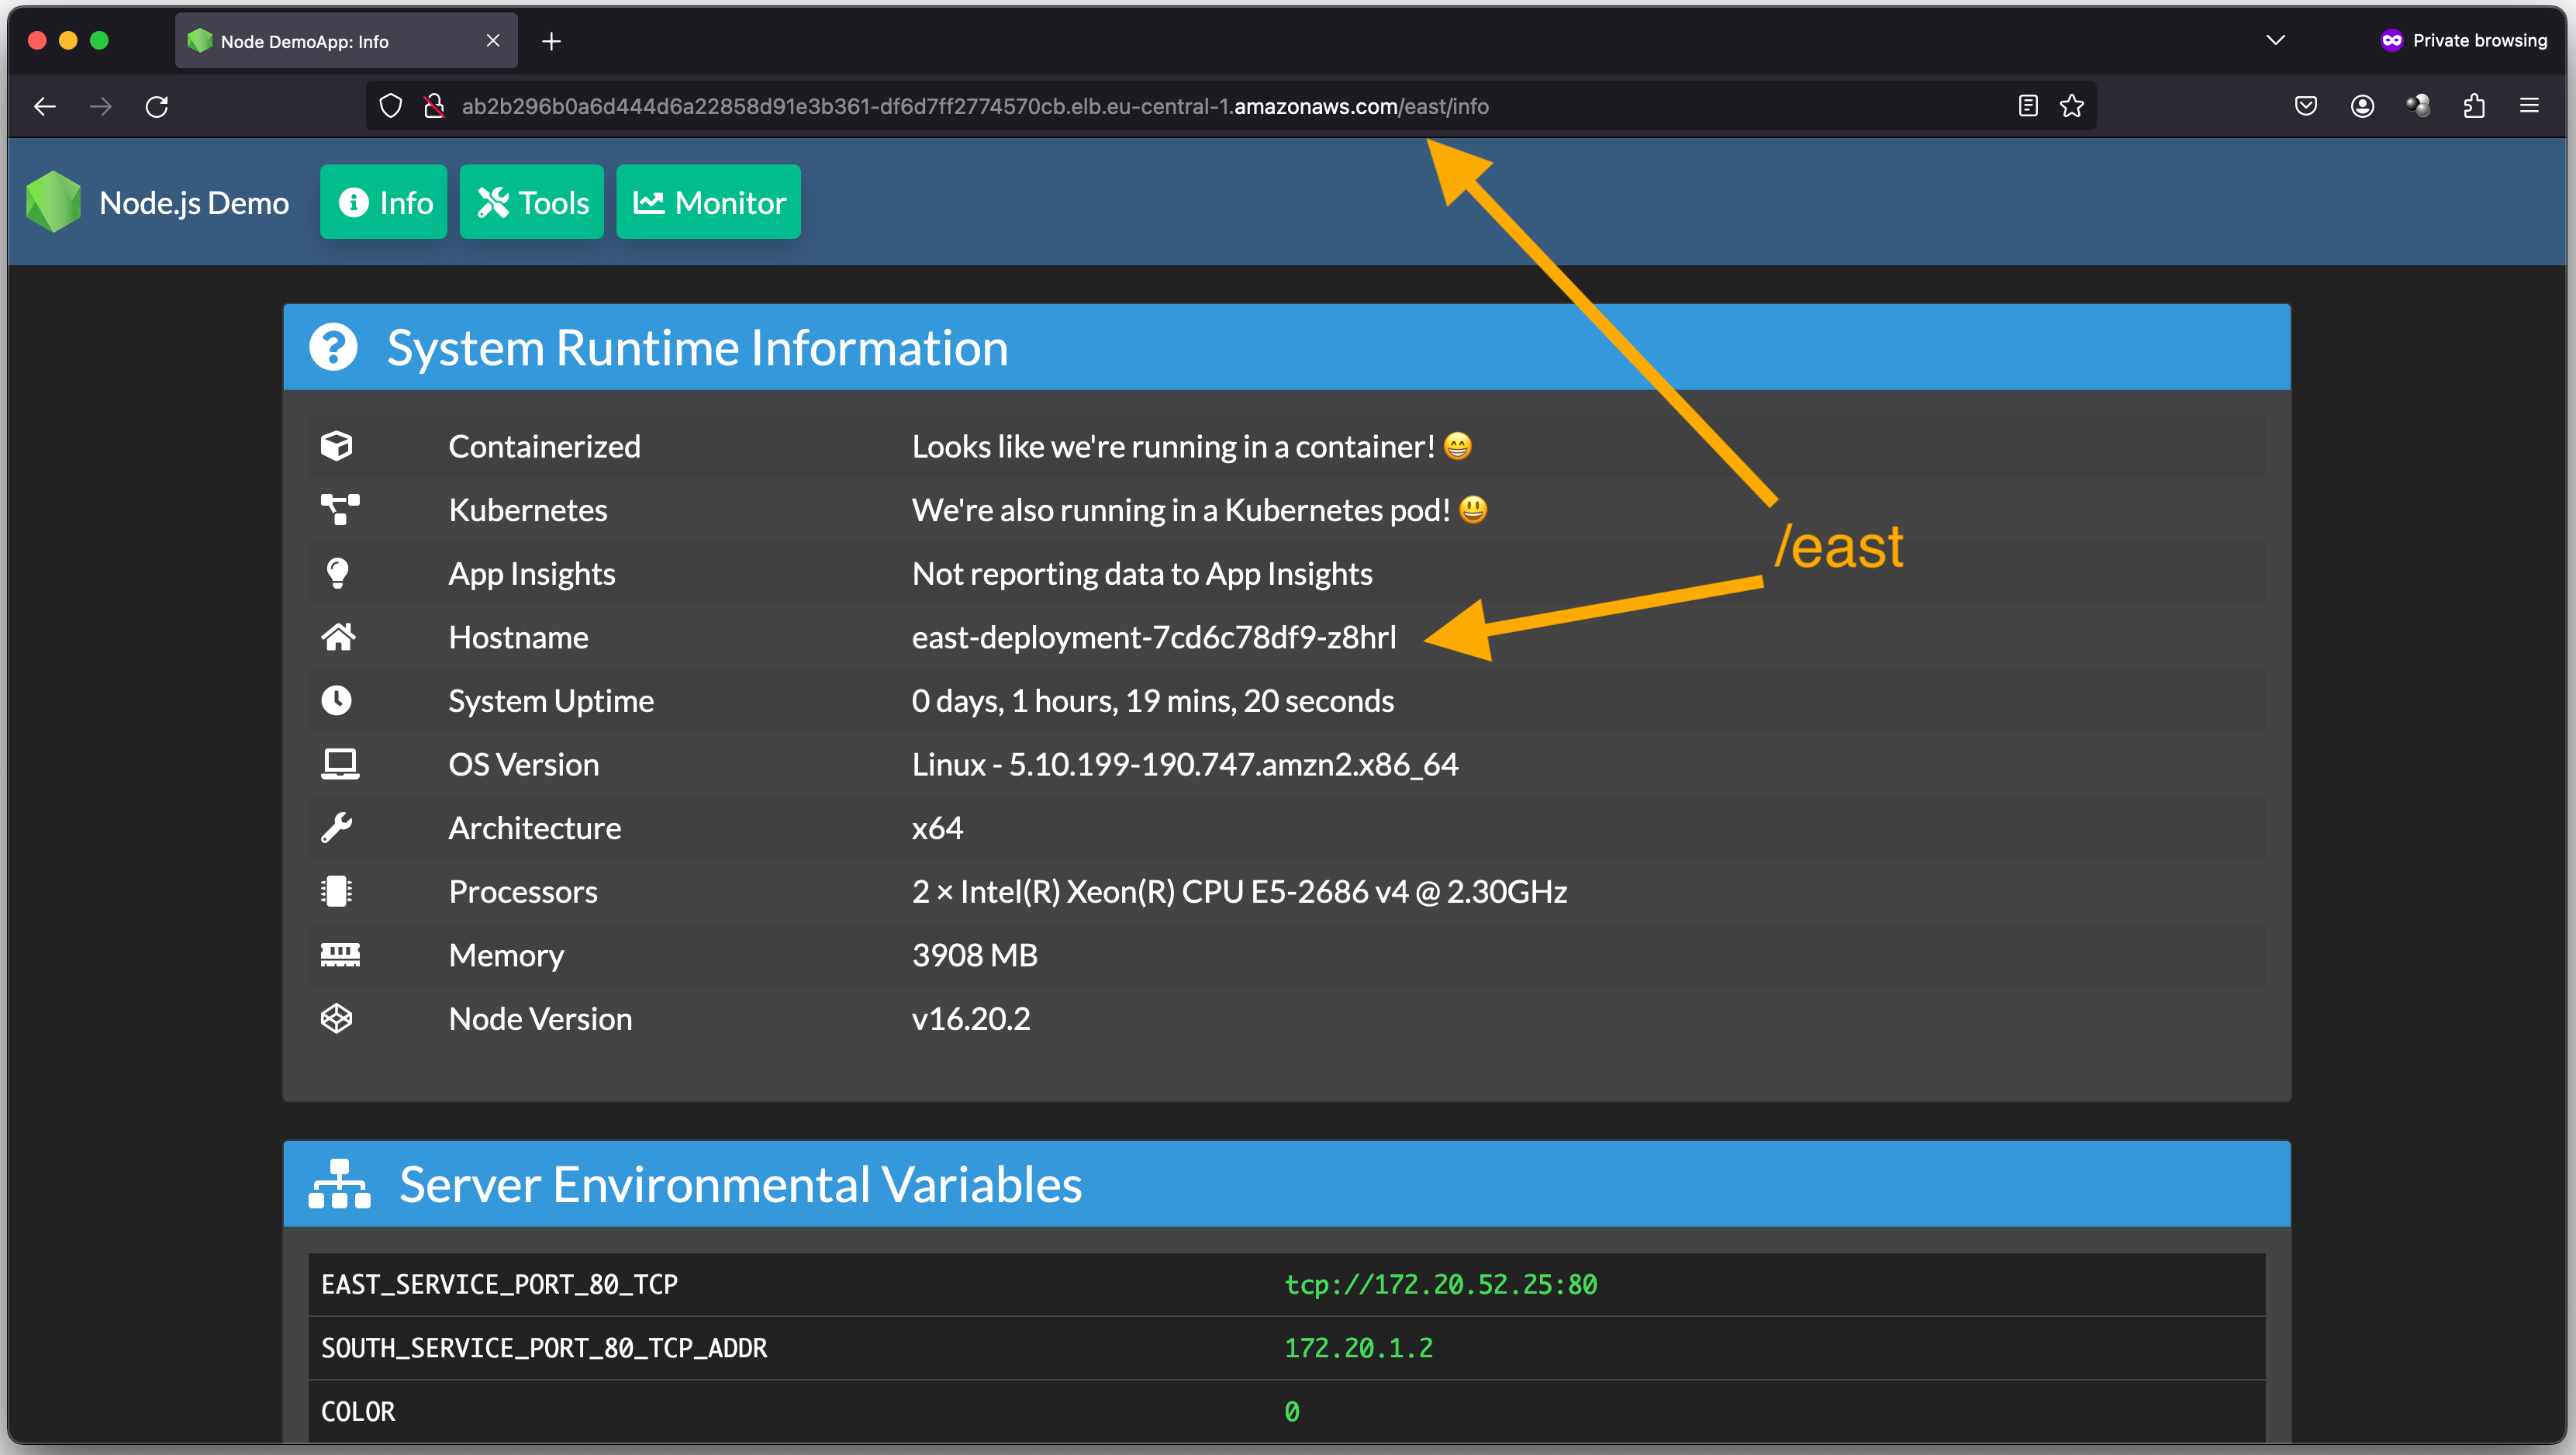 Node DemoApp: Info
Private browsing
ab2b296b0a6d444d6a22858d91e3b361-df6d7ff2774570cb.elb.eu-central-1.amazonaws.com/east/info
Node.js Demo
Info
Tools
Monitor
System Runtime Information
Containerized Looks like we're running in a container! 😁
Kubernetes We're also running in a Kubernetes pod! 😃
/east
App Insights Not reporting data to App Insights
Hostname east-deployment-7cd6c78df9-z8hrl
System Uptime 0 days, 1 hours, 19 mins, 20 seconds
OS Version Linux - 5.10.199-190.747.amzn2.x86_64
Architecture x64
Processors 2 × Intel(R) Xeon(R) CPU E5-2686 v4 @ 2.30GHz
Memory 3908 MB
Node Version v16.20.2
Server Environmental Variables
EAST_SERVICE_PORT_80_TCP tcp://172.20.52.25:80
SOUTH_SERVICE_PORT_80_TCP_ADDR 172.20.1.2
COLOR 0